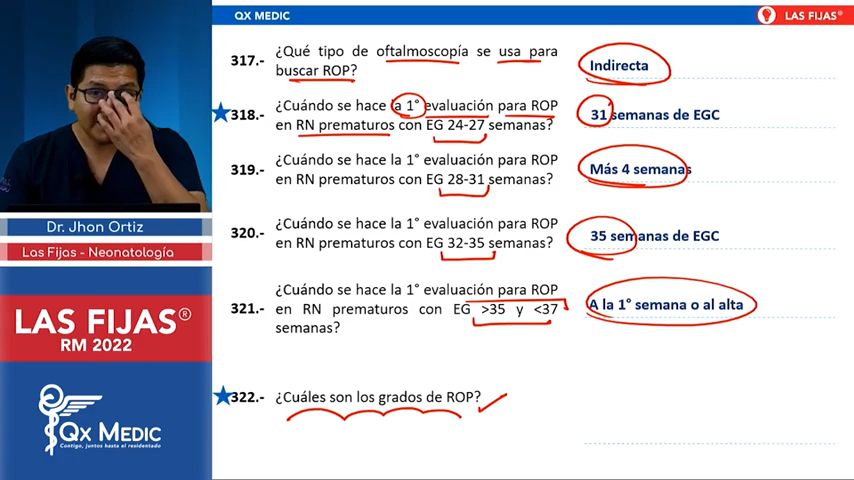 QX MEDIC
LAS FIJAS®
317.- ¿Qué tipo de oftalmoscopía se usa para
buscar ROP?
Indirecta
318.- ¿Cuándo se hace la 1° evaluación para ROP
en RN prematuros con EG 24-27 semanas?
31 semanas de EGC
319.- ¿Cuándo se hace la 1° evaluación para ROP
en RN prematuros con EG 28-31 semanas?
Más 4 semanas
320.- ¿Cuándo se hace la 1° evaluación para ROP
en RN prematuros con EG 32-35 semanas?
35 semanas de EGC
321.- ¿Cuándo se hace la 1° evaluación para ROP
en RN prematuros con EG >35 y <37
semanas?
A la 1° semana o al alta
322.- ¿Cuáles son los grados de ROP?
Dr. Jhon Ortiz
Las Fijas - Neonatología
LAS FIJAS®
RM 2022
QX MEDIC
Contigo, juntos hasta el residentado